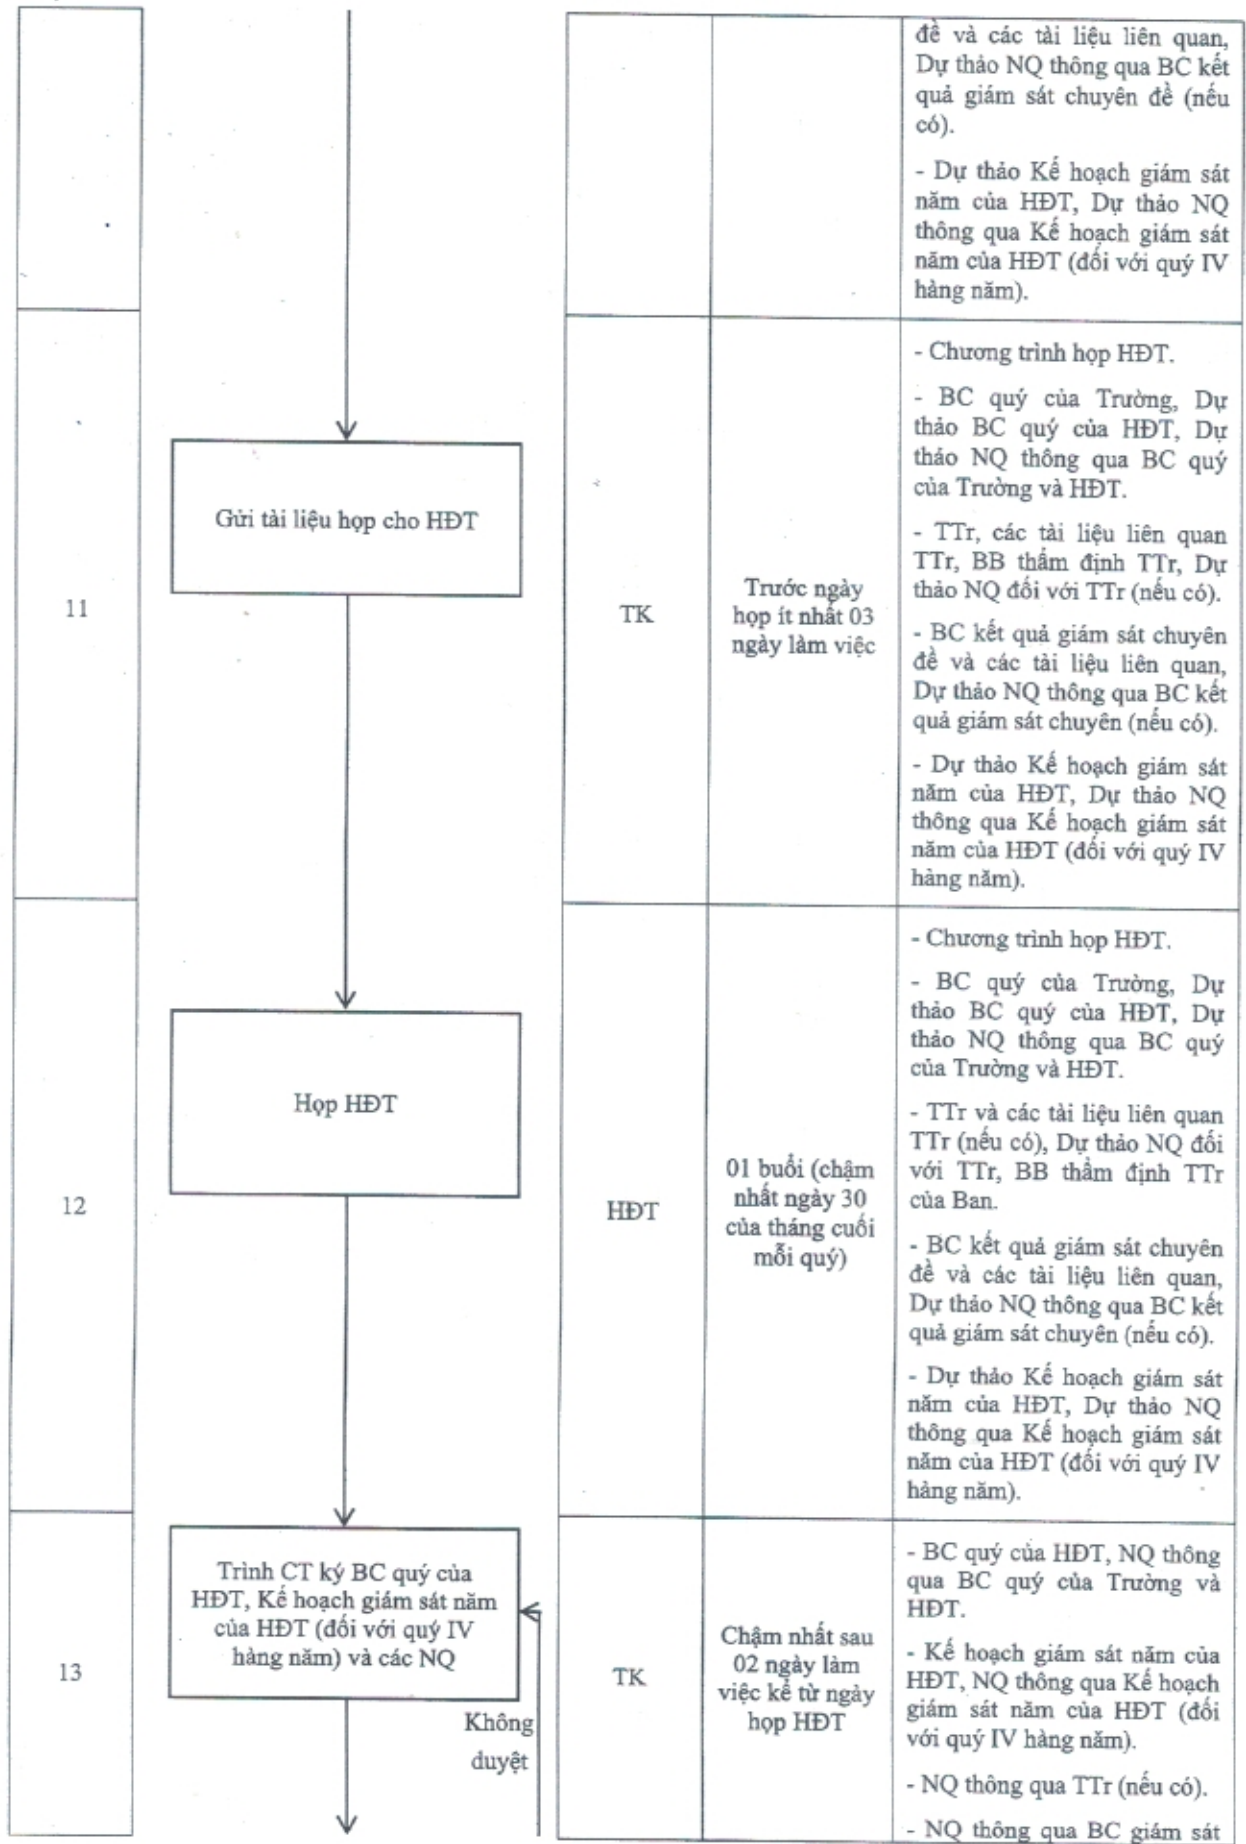 đề và các tài liệu liên quan,
Dự thảo NQ thông qua BC kết
quả giám sát chuyên đề (nếu
có).
- Dự thảo Kế hoạch giám sát
năm của HĐT, Dự thảo NQ
thông qua Kế hoạch giám sát
năm của HĐT (đối với quý IV
hàng năm).
11
Gửi tài liệu họp cho HĐT
TK
Trước ngày
họp ít nhất 03
ngày làm việc
- Chương trình họp HĐT.
- BC quý của Trường, Dự
thảo BC quý của HĐT, Dự
thảo NQ thông qua BC quý
của Trường và HĐT.
- TTr, các tài liệu liên quan
TTr, BB thẩm định TTr, Dự
thảo NQ đối với TTr (nếu có).
- BC kết quả giám sát chuyên
đề và các tài liệu liên quan,
Dự thảo NQ thông qua BC kết
quả giám sát chuyên (nếu có).
- Dự thảo Kế hoạch giám sát
năm của HĐT, Dự thảo NQ
thông qua Kế hoạch giám sát
năm của HĐT (đối với quý IV
hàng năm).
12
Họp HĐT
HĐT
01 buổi (chậm
nhất ngày 30
của tháng cuối
mỗi quý)
- Chương trình họp HĐT.
- BC quý của Trường, Dự
thảo BC quý của HĐT, Dự
thảo NQ thông qua BC quý
của Trường và HĐT.
- TTr và các tài liệu liên quan
TTr (nếu có), Dự thảo NQ đối
với TTr, BB thẩm định TTr
của Ban.
- BC kết quả giám sát chuyên
đề và các tài liệu liên quan,
Dự thảo NQ thông qua BC kết
quả giám sát chuyên (nếu có).
- Dự thảo Kế hoạch giám sát
năm của HĐT, Dự thảo NQ
thông qua Kế hoạch giám sát
năm của HĐT (đối với quý IV
hàng năm).
13
Trình CT ký BC quý của
HĐT, Kế hoạch giám sát năm
của HĐT (đối với quý IV
hàng năm) và các NQ
Không
duyệt
TK
Chậm nhất sau
02 ngày làm
việc kể từ ngày
họp HĐT
- BC quý của HĐT, NQ thông
qua BC quý của Trường và
HĐT.
- Kế hoạch giám sát năm của
HĐT, NQ thông qua Kế hoạch
giám sát năm của HĐT (đối
với quý IV hàng năm).
- NQ thông qua TTr (nếu có).
- NQ thông qua BC giám sát